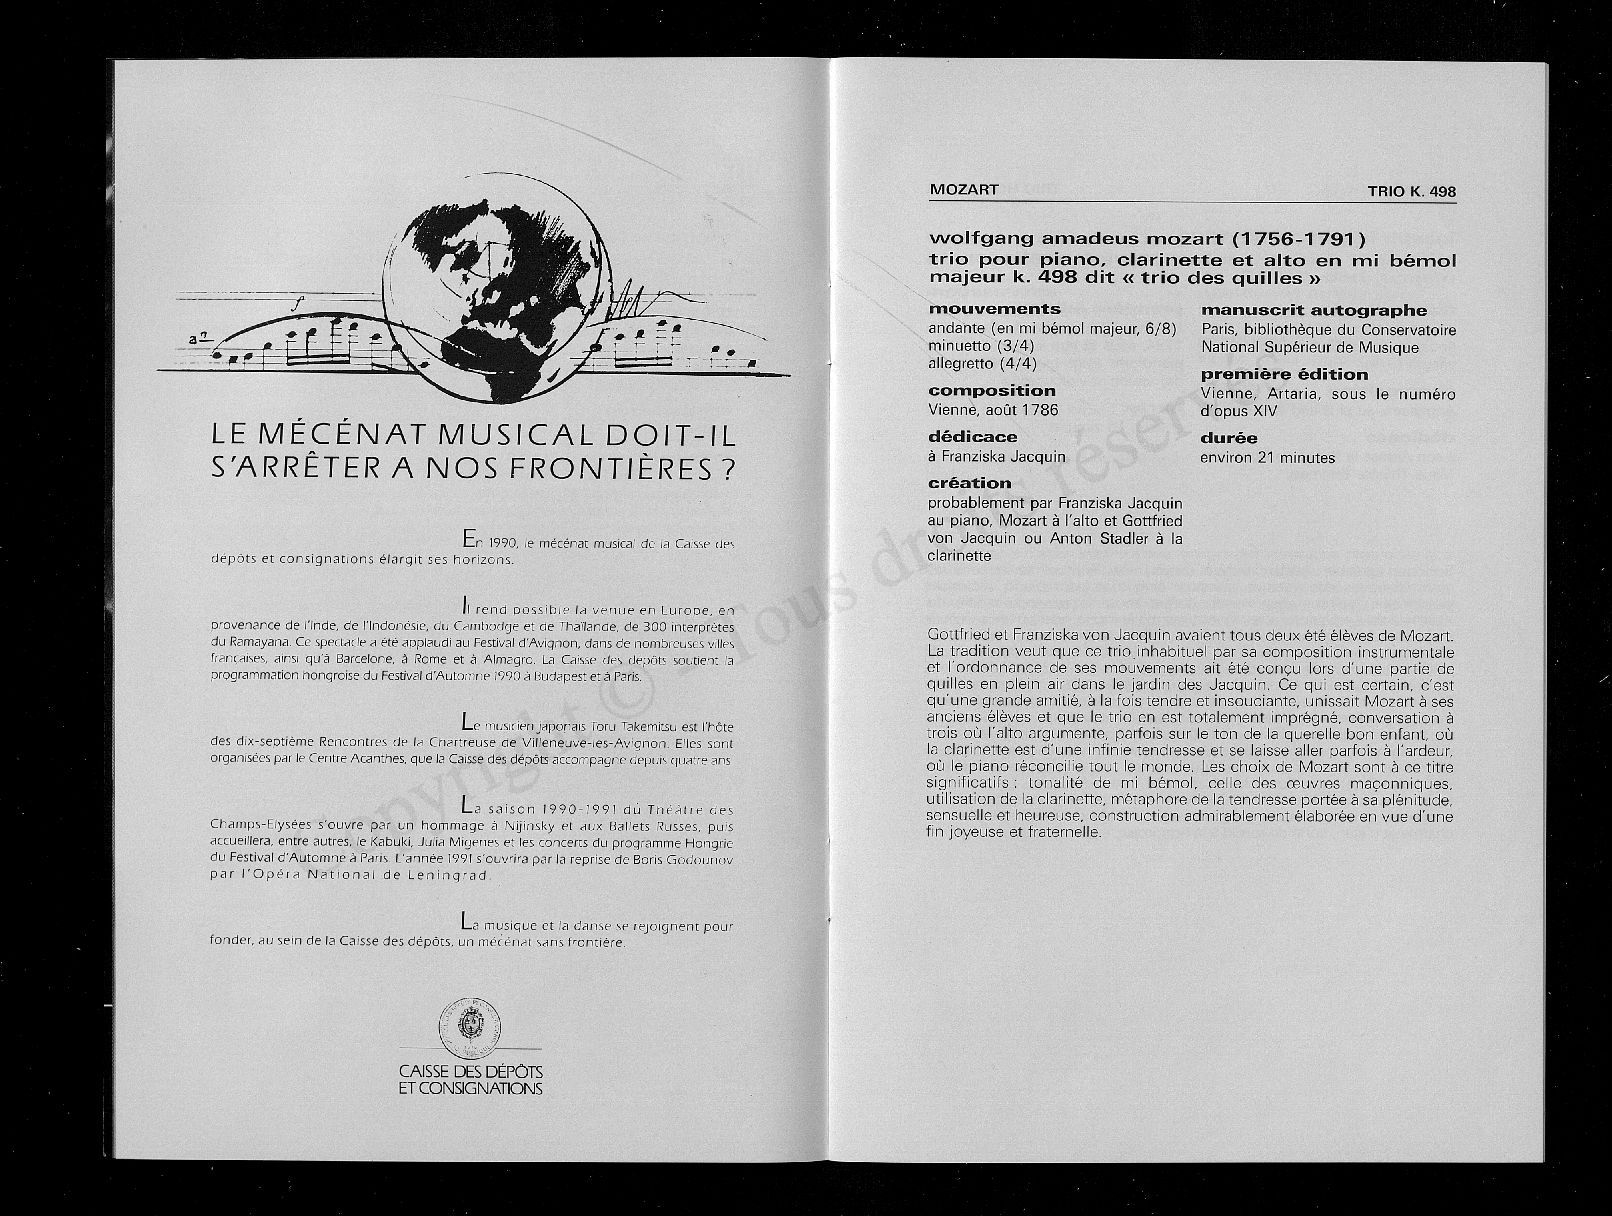 LE MÉCÉNAT MUSICAL DOIT-IL
S'ARRÊTER A NOS FRONTIÈRES ?
En 1990, le mécénat musical de la Caisse des
dépôts et consignations élargit ses horizons.
Il rend possible la venue en Europe, en
provenance de l'Inde, de l'Indonésie, du Cambodge et de Thaïlande, de 300 interprètes
du Ramayana. Ce spectacle a été applaudi au Festival d'Avignon, dans de nombreuses villes
françaises, ainsi qu'à Barcelone, à Rome et à Almagro. La Caisse des dépôts soutient la
programmation hongroise du Festival d'Automne 1990 à Budapest et à Paris.
Le musicien japonais Toru Takemitsu est l'hôte
des dix-septième Rencontres de la Chartreuse de Villeneuve-lès-Avignon. Elles sont
organisées par le Centre Acanthes, que la Caisse des dépôts accompagne depuis quatre ans
La saison 1990-1991 du Théâtre des
Champs-Elysées s'ouvre par un hommage à Nijinsky et aux Ballets Russes, puis
accueillera, entre autres, le Kabuki, Julia Migenes et les concerts du programme Hongrie
du Festival d'Automne à Paris. L'année 1991 s'ouvrira par la reprise de Boris Godounov
par l'Opéra National de Leningrad.
La musique et la danse se rejoignent pour
fonder, au sein de la Caisse des dépôts, un mécénat sans frontière.
CAISSE DES DÉPÔTS
ET CONSIGNATIONS
MOZART TRIO K. 498
wolfgang amadeus mozart (1756-1791)
trio pour piano, clarinette et alto en mi bémol
majeur k. 498 dit « trio des quilles »
mouvements
andante (en mi bémol majeur, 6/8)
minuetto (3/4)
allegretto (4/4)
composition
Vienne, août 1786
dédicace
à Franziska Jacquin
création
probablement par Franziska Jacquin
au piano, Mozart à l'alto et Gottfried
von Jacquin ou Anton Stadler à la
clarinette
manuscrit autographe
Paris, bibliothèque du Conservatoire
National Supérieur de Musique
première édition
Vienne, Artaria, sous le numéro
d'opus XIV
durée
environ 21 minutes
Gottfried et Franziska von Jacquin avaient tous deux été élèves de Mozart.
La tradition veut que ce trio inhabituel par sa composition instrumentale
et l'ordonnance de ses mouvements ait été conçu lors d'une partie de
quilles en plein air dans le jardin des Jacquin. Ce qui est certain, c'est
qu'une grande amitié, à la fois tendre et insouciante, unissait Mozart à ses
anciens élèves et que le trio en est totalement imprégné, conversation à
trois où l'alto argumente, parfois sur le ton de la querelle bon enfant, où
la clarinette est d'une infinie tendresse et se laisse aller parfois à l'ardeur,
où le piano réconcilie tout le monde. Les choix de Mozart sont à ce titre
significatifs : tonalité de mi bémol, celle des œuvres maçonniques,
utilisation de la clarinette, métaphore de la tendresse portée à sa plénitude,
sensuelle et heureuse, construction admirablement élaborée en vue d'une
fin joyeuse et fraternelle.
Copyright © Tous droits réservés